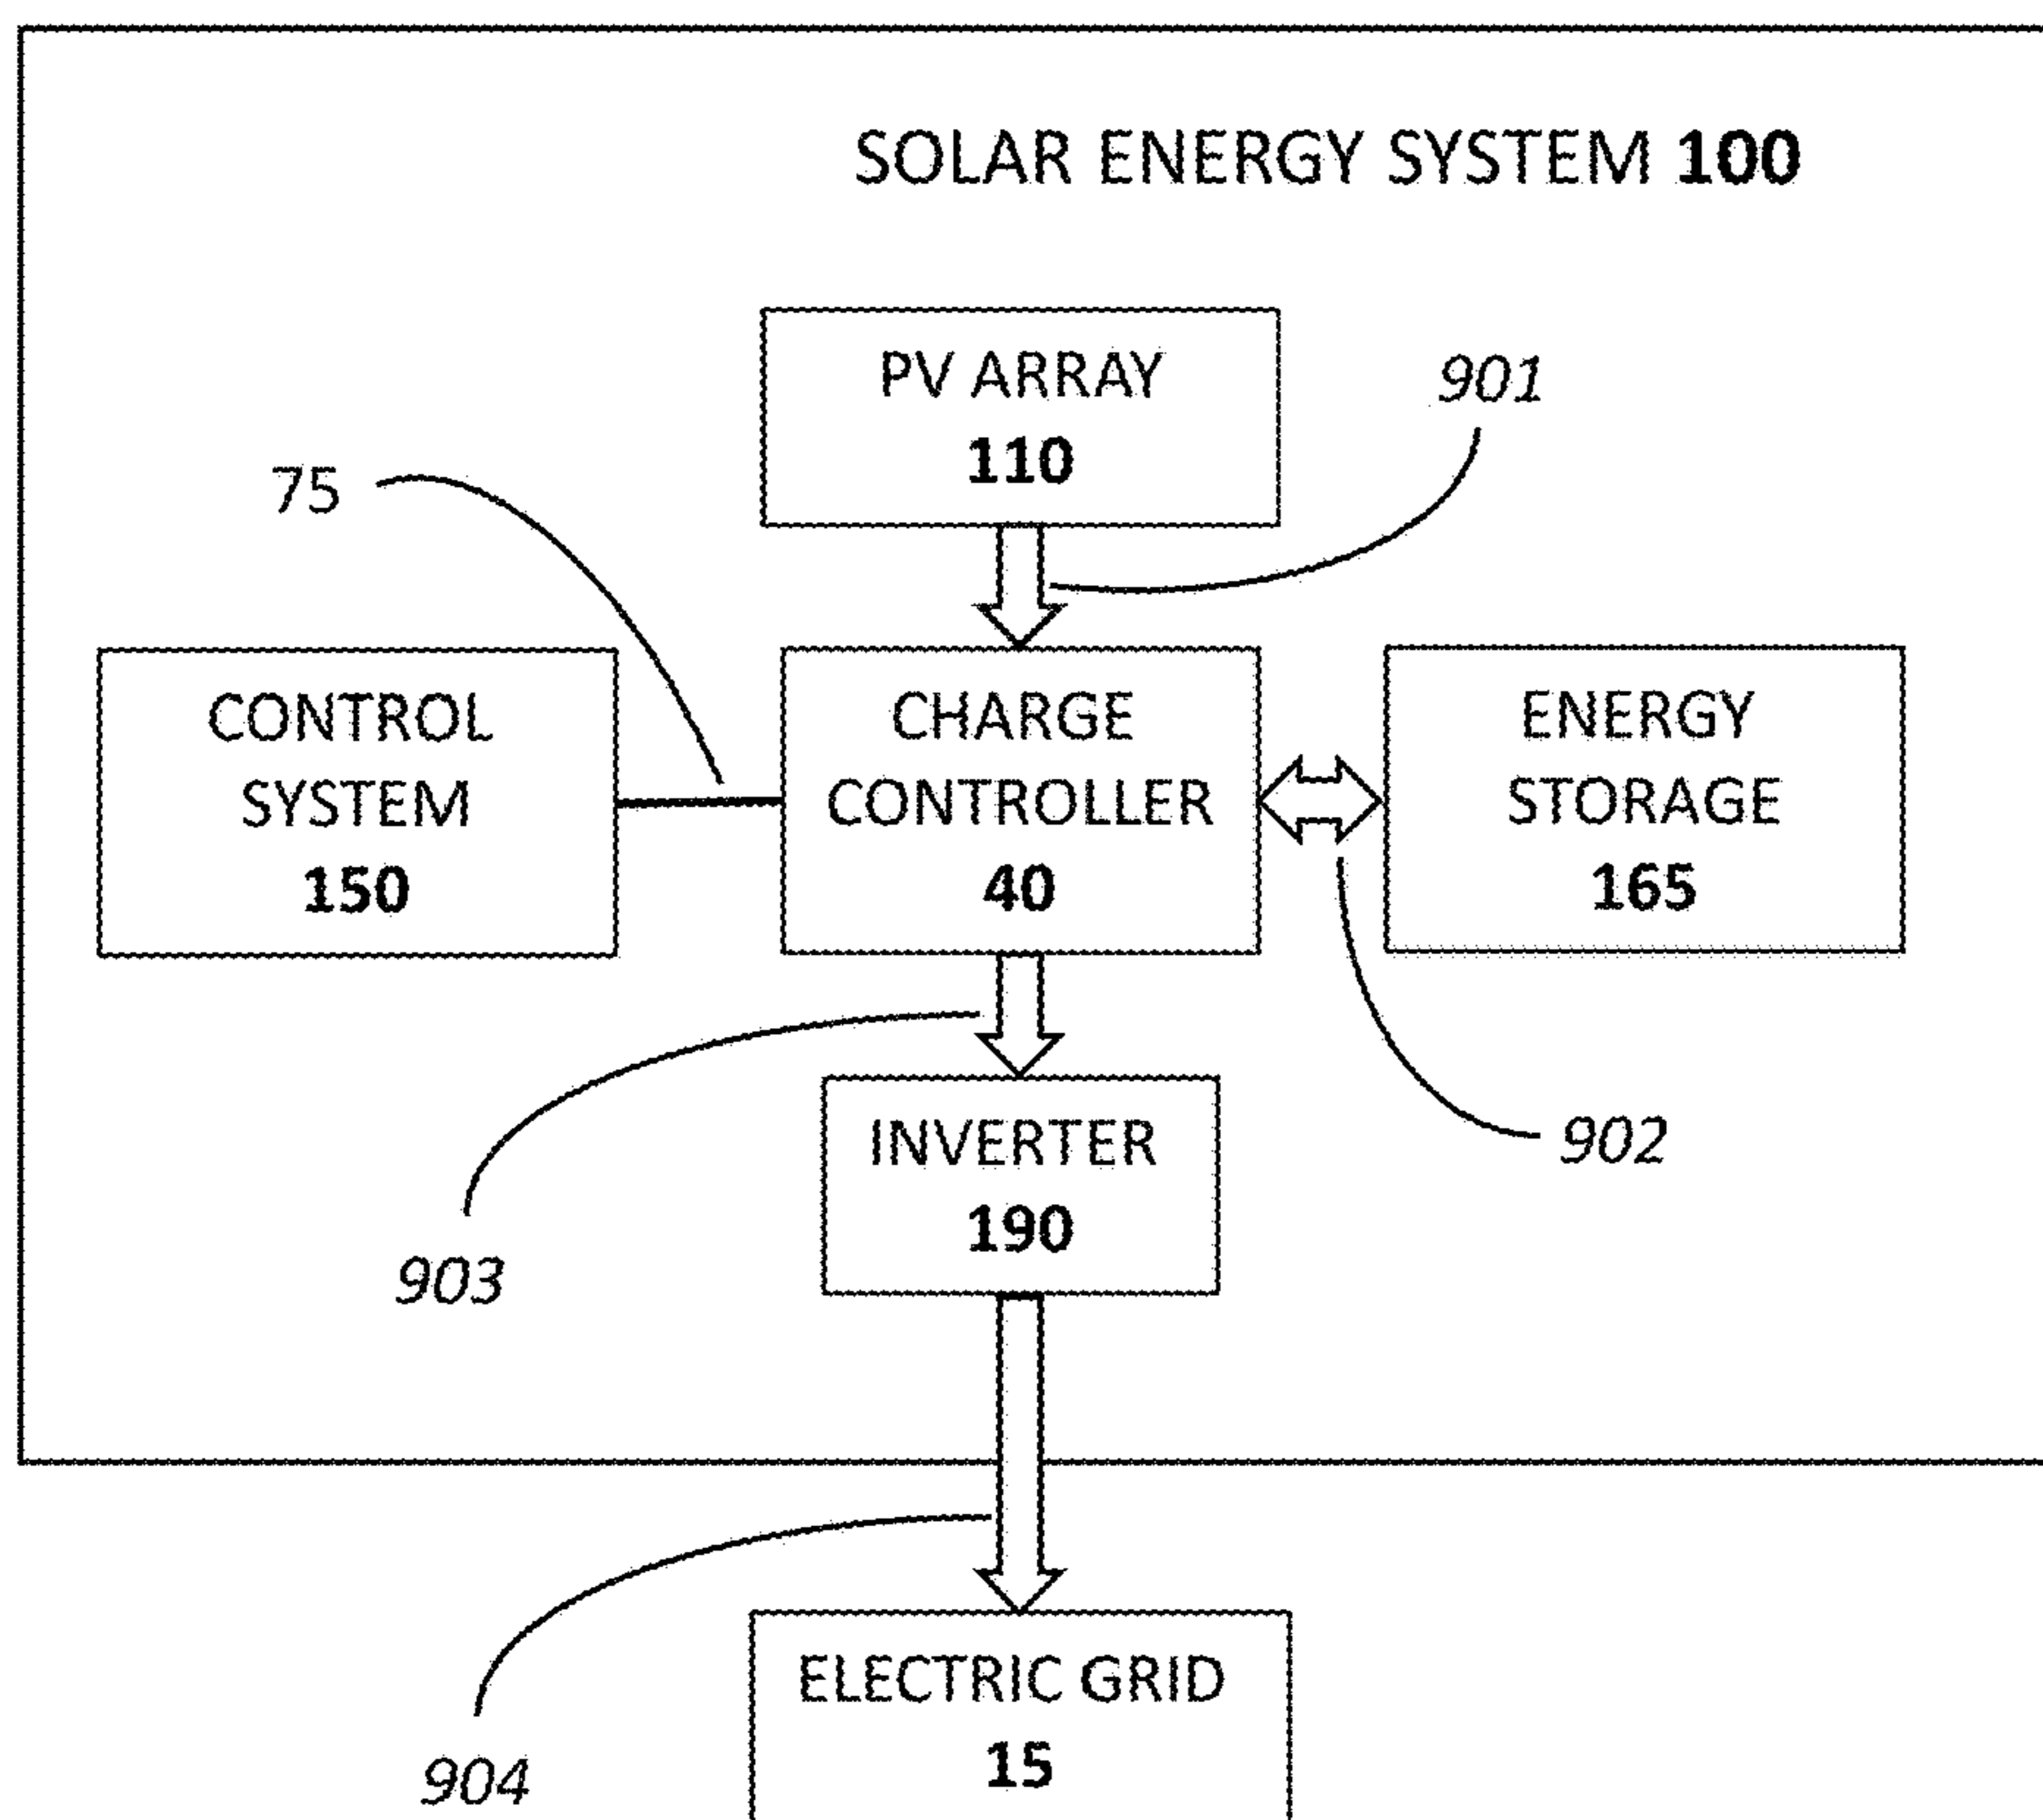 SOLAR ENERGY SYSTEM 100
PV ARRAY
110
901
75
CONTROL
SYSTEM
150
CHARGE
CONTROLLER
40
ENERGY
STORAGE
165
INVERTER
190
902
903
ELECTRIC GRID
15
904